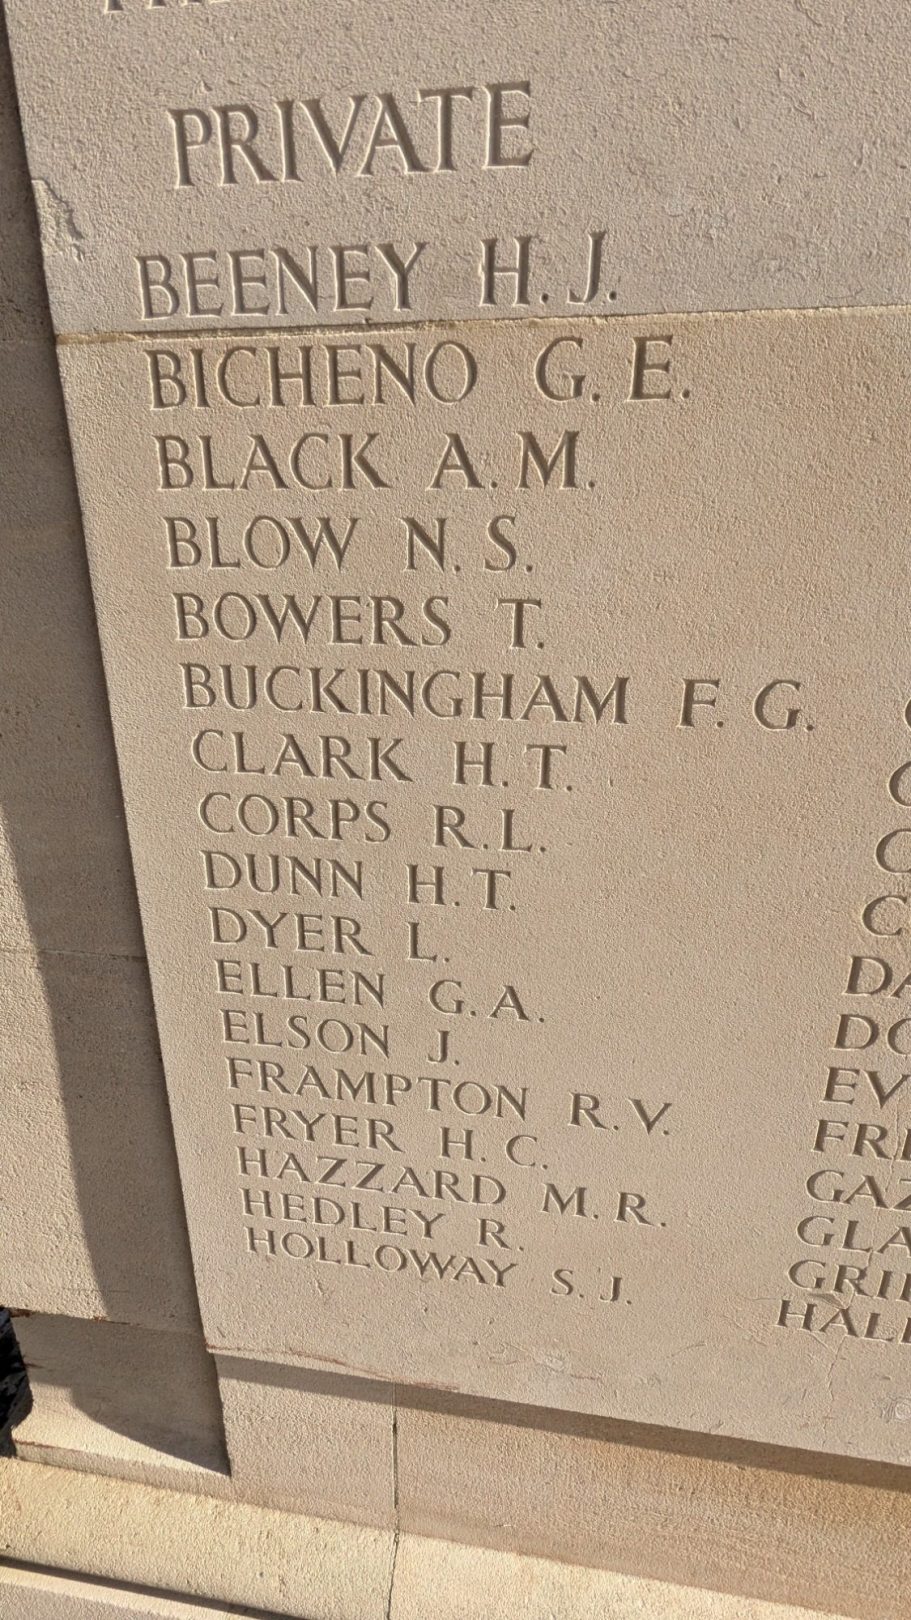 PRIVATE
BEENEY H.J.
BICHENO G.E.
BLACK A.M.
BLOW N.S.
BOWERS T.
BUCKINGHAM F.G.
CLARK H.T.
CORPS R.L.
DUNN H.T.
DYER L.
ELLEN G.A.
ELSON J.
FRAMPTON R.V.
FRYER H.C.
HAZZARD M.R.
HEDLEY R.
HOLLOWAY S.J.